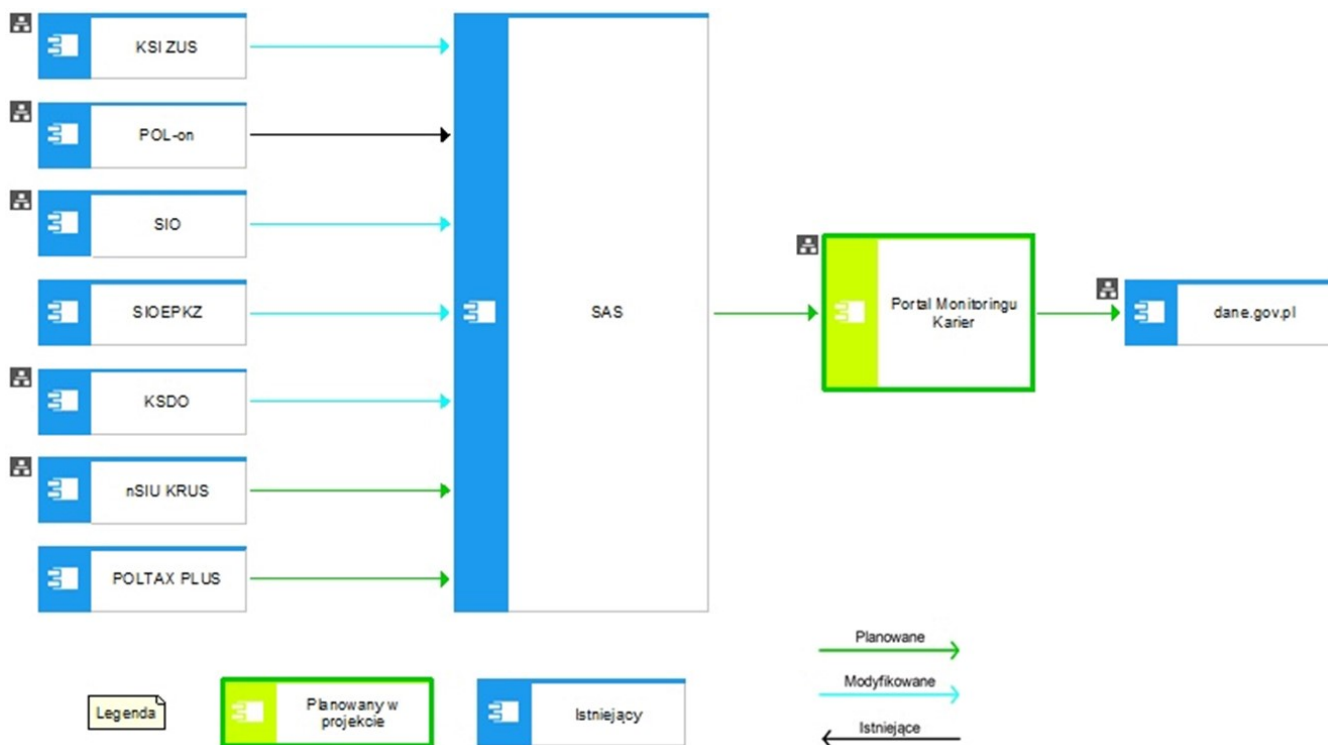 KSI ZUS
POL-on
SIO
SIOEPKZ
KSDO
nSIU KRUS
POLTAX PLUS
SAS
Portal Monitoringu
Karier
dane.gov.pl
Legenda
Planowany w
projekcie
Istniejący
Planowane
Modyfikowane
Istniejące